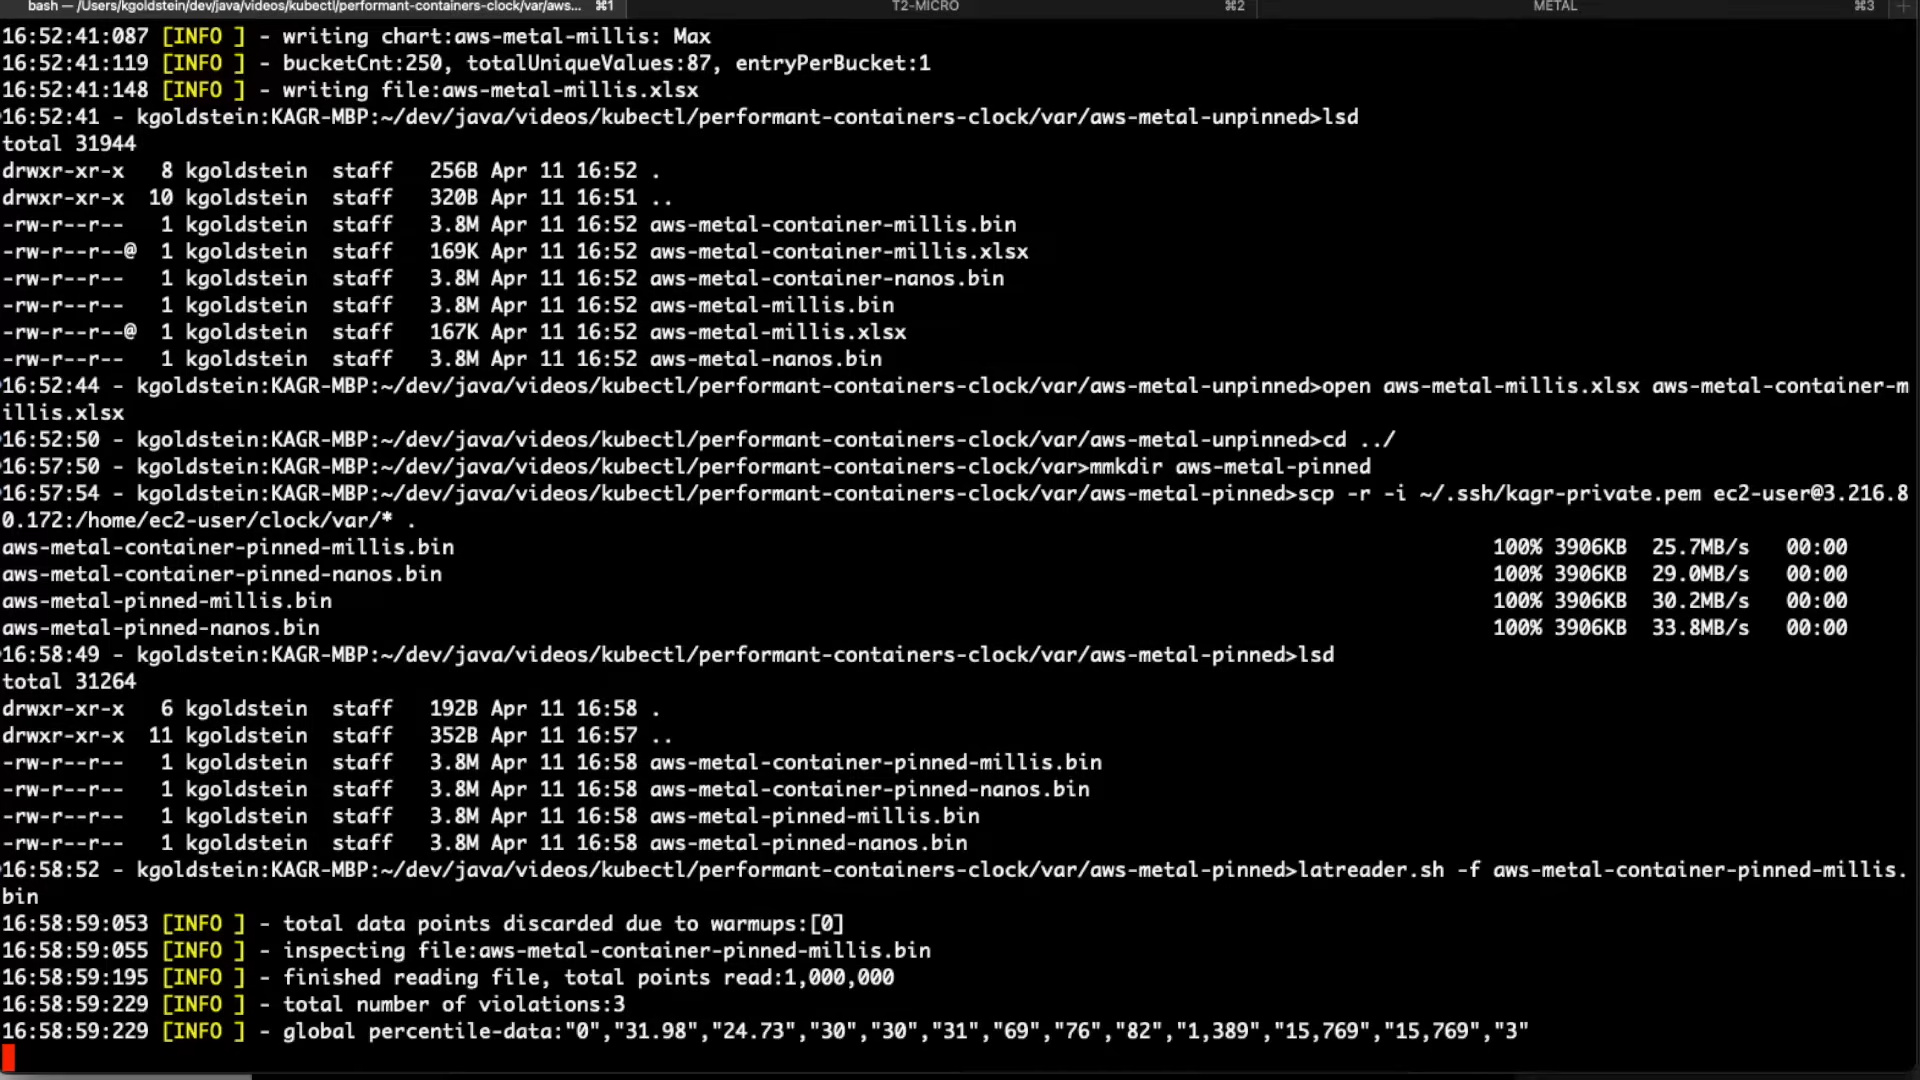 bash — /Users/kgoldstein/dev/java/videos/kubectl/performant-containers-clock/var/aws... ⌘1 T2-MICRO ⌘2 METAL ⌘3 +
16:52:41:087 [INFO ] - writing chart:aws-metal-millis: Max
16:52:41:119 [INFO ] - bucketCnt:250, totalUniqueValues:87, entryPerBucket:1
16:52:41:148 [INFO ] - writing file:aws-metal-millis.xlsx
16:52:41 - kgoldstein:KAGR-MBP:~/dev/java/videos/kubectl/performant-containers-clock/var/aws-metal-unpinned>lsd
total 31944
drwxr-xr-x   8 kgoldstein  staff   256B Apr 11 16:52 .
drwxr-xr-x  10 kgoldstein  staff   320B Apr 11 16:51 ..
-rw-r--r--   1 kgoldstein  staff   3.8M Apr 11 16:52 aws-metal-container-millis.bin
-rw-r--r--@  1 kgoldstein  staff   169K Apr 11 16:52 aws-metal-container-millis.xlsx
-rw-r--r--   1 kgoldstein  staff   3.8M Apr 11 16:52 aws-metal-container-nanos.bin
-rw-r--r--   1 kgoldstein  staff   3.8M Apr 11 16:52 aws-metal-millis.bin
-rw-r--r--@  1 kgoldstein  staff   167K Apr 11 16:52 aws-metal-millis.xlsx
-rw-r--r--   1 kgoldstein  staff   3.8M Apr 11 16:52 aws-metal-nanos.bin
16:52:44 - kgoldstein:KAGR-MBP:~/dev/java/videos/kubectl/performant-containers-clock/var/aws-metal-unpinned>open aws-metal-millis.xlsx aws-metal-container-m
illis.xlsx
16:52:50 - kgoldstein:KAGR-MBP:~/dev/java/videos/kubectl/performant-containers-clock/var/aws-metal-unpinned>cd ../
16:57:50 - kgoldstein:KAGR-MBP:~/dev/java/videos/kubectl/performant-containers-clock/var>mmkdir aws-metal-pinned
16:57:54 - kgoldstein:KAGR-MBP:~/dev/java/videos/kubectl/performant-containers-clock/var/aws-metal-pinned>scp -r -i ~/.ssh/kagr-private.pem ec2-user@3.216.8
0.172:/home/ec2-user/clock/var/* .
aws-metal-container-pinned-millis.bin 100% 3906KB 25.7MB/s 00:00
aws-metal-container-pinned-nanos.bin 100% 3906KB 29.0MB/s 00:00
aws-metal-pinned-millis.bin 100% 3906KB 30.2MB/s 00:00
aws-metal-pinned-nanos.bin 100% 3906KB 33.8MB/s 00:00
16:58:49 - kgoldstein:KAGR-MBP:~/dev/java/videos/kubectl/performant-containers-clock/var/aws-metal-pinned>lsd
total 31264
drwxr-xr-x   6 kgoldstein  staff   192B Apr 11 16:58 .
drwxr-xr-x  11 kgoldstein  staff   352B Apr 11 16:57 ..
-rw-r--r--   1 kgoldstein  staff   3.8M Apr 11 16:58 aws-metal-container-pinned-millis.bin
-rw-r--r--   1 kgoldstein  staff   3.8M Apr 11 16:58 aws-metal-container-pinned-nanos.bin
-rw-r--r--   1 kgoldstein  staff   3.8M Apr 11 16:58 aws-metal-pinned-millis.bin
-rw-r--r--   1 kgoldstein  staff   3.8M Apr 11 16:58 aws-metal-pinned-nanos.bin
16:58:52 - kgoldstein:KAGR-MBP:~/dev/java/videos/kubectl/performant-containers-clock/var/aws-metal-pinned>latreader.sh -f aws-metal-container-pinned-millis.
bin
16:58:59:053 [INFO ] - total data points discarded due to warmups:[0]
16:58:59:055 [INFO ] - inspecting file:aws-metal-container-pinned-millis.bin
16:58:59:195 [INFO ] - finished reading file, total points read:1,000,000
16:58:59:229 [INFO ] - total number of violations:3
16:58:59:229 [INFO ] - global percentile-data:"0","31.98","24.73","30","30","31","69","76","82","1,389","15,769","15,769","3"